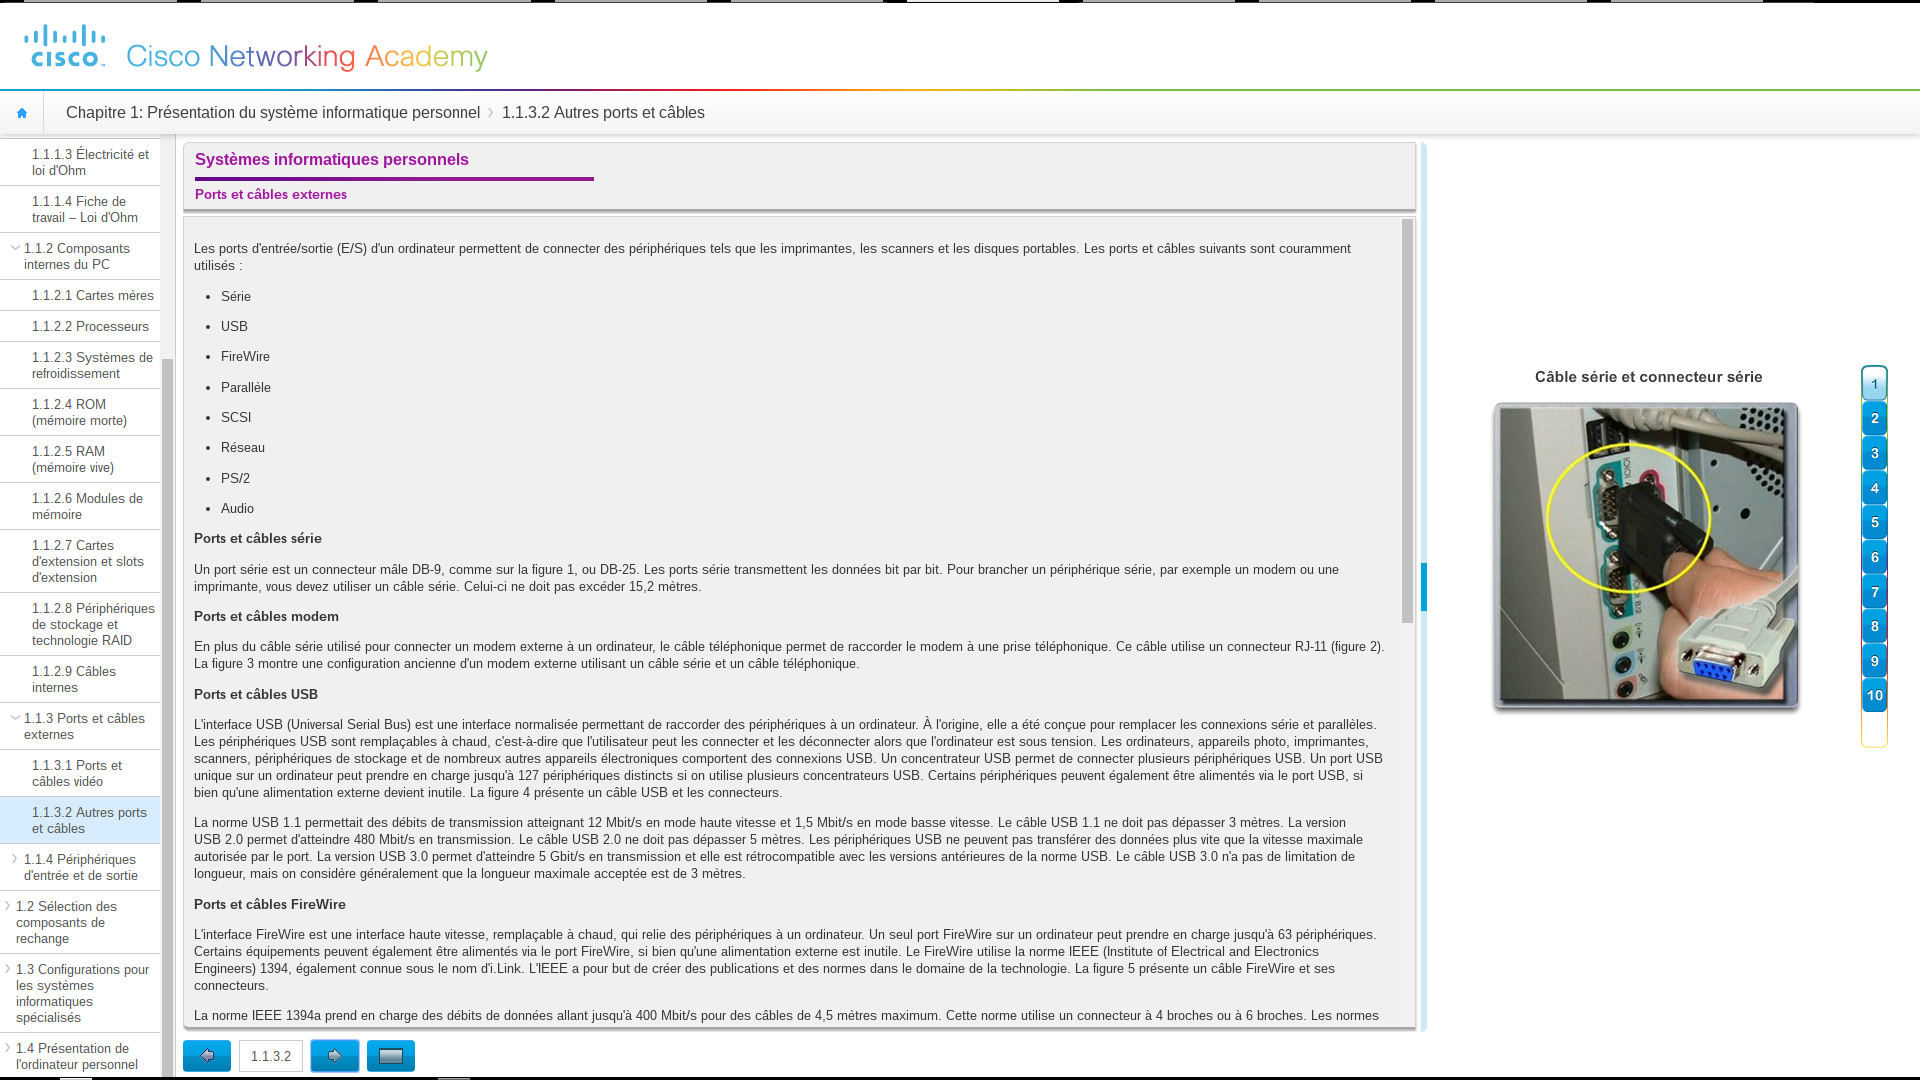 cisco
Cisco Networking Academy
Chapitre 1: Présentation du système informatique personnel > 1.1.3.2 Autres ports et câbles
1.1.1.3 Électricité et
loi d'Ohm
1.1.1.4 Fiche de
travail – Loi d'Ohm
1.1.2 Composants
internes du PC
1.1.2.1 Cartes mères
1.1.2.2 Processeurs
1.1.2.3 Systèmes de
refroidissement
1.1.2.4 ROM
(mémoire morte)
1.1.2.5 RAM
(mémoire vive)
1.1.2.6 Modules de
mémoire
1.1.2.7 Cartes
d'extension et slots
d'extension
1.1.2.8 Périphériques
de stockage et
technologie RAID
1.1.2.9 Câbles
internes
1.1.3 Ports et câbles
externes
1.1.3.1 Ports et
câbles vidéo
1.1.3.2 Autres ports
et câbles
1.1.4 Périphériques
d'entrée et de sortie
1.2 Sélection des
composants de
rechange
1.3 Configurations pour
les systèmes
informatiques
spécialisés
1.4 Présentation de
l'ordinateur personnel
Systèmes informatiques personnels
Ports et câbles externes
Les ports d'entrée/sortie (E/S) d'un ordinateur permettent de connecter des périphériques tels que les imprimantes, les scanners et les disques portables. Les ports et câbles suivants sont couramment
utilisés :
• Série
• USB
• FireWire
• Parallèle
• SCSI
• Réseau
• PS/2
• Audio
Ports et câbles série
Un port série est un connecteur mâle DB-9, comme sur la figure 1, ou DB-25. Les ports série transmettent les données bit par bit. Pour brancher un périphérique série, par exemple un modem ou une
imprimante, vous devez utiliser un câble série. Celui-ci ne doit pas excéder 15,2 mètres.
Ports et câbles modem
En plus du câble série utilisé pour connecter un modem externe à un ordinateur, le câble téléphonique permet de raccorder le modem à une prise téléphonique. Ce câble utilise un connecteur RJ-11 (figure 2).
La figure 3 montre une configuration ancienne d'un modem externe utilisant un câble série et un câble téléphonique.
Ports et câbles USB
L'interface USB (Universal Serial Bus) est une interface normalisée permettant de raccorder des périphériques à un ordinateur. À l'origine, elle a été conçue pour remplacer les connexions série et parallèles.
Les périphériques USB sont remplaçables à chaud, c'est-à-dire que l'utilisateur peut les connecter et les déconnecter alors que l'ordinateur est sous tension. Les ordinateurs, appareils photo, imprimantes,
scanners, périphériques de stockage et de nombreux autres appareils électroniques comportent des connexions USB. Un concentrateur USB permet de connecter plusieurs périphériques USB. Un port USB
unique sur un ordinateur peut prendre en charge jusqu'à 127 périphériques distincts si on utilise plusieurs concentrateurs USB. Certains périphériques peuvent également être alimentés via le port USB, si
bien qu'une alimentation externe devient inutile. La figure 4 présente un câble USB et les connecteurs.
La norme USB 1.1 permettait des débits de transmission atteignant 12 Mbit/s en mode haute vitesse et 1,5 Mbit/s en mode basse vitesse. Le câble USB 1.1 ne doit pas dépasser 3 mètres. La version
USB 2.0 permet d'atteindre 480 Mbit/s en transmission. Le câble USB 2.0 ne doit pas dépasser 5 mètres. Les périphériques USB ne peuvent pas transférer des données plus vite que la vitesse maximale
autorisée par le port. La version USB 3.0 permet d'atteindre 5 Gbit/s en transmission et elle est rétrocompatible avec les versions antérieures de la norme USB. Le câble USB 3.0 n'a pas de limitation de
longueur, mais on considère généralement que la longueur maximale acceptée est de 3 mètres.
Ports et câbles FireWire
L'interface FireWire est une interface haute vitesse, remplaçable à chaud, qui relie des périphériques à un ordinateur. Un seul port FireWire sur un ordinateur peut prendre en charge jusqu'à 63 périphériques.
Certains équipements peuvent également être alimentés via le port FireWire, si bien qu'une alimentation externe est inutile. Le FireWire utilise la norme IEEE (Institute of Electrical and Electronics
Engineers) 1394, également connue sous le nom d'i.Link. L'IEEE a pour but de créer des publications et des normes dans le domaine de la technologie. La figure 5 présente un câble FireWire et ses
connecteurs.
La norme IEEE 1394a prend en charge des débits de données allant jusqu'à 400 Mbit/s pour des câbles de 4,5 mètres maximum. Cette norme utilise un connecteur à 4 broches ou à 6 broches. Les normes
1.1.3.2
Câble série et connecteur série
1
2
3
4
5
6
7
8
9
10